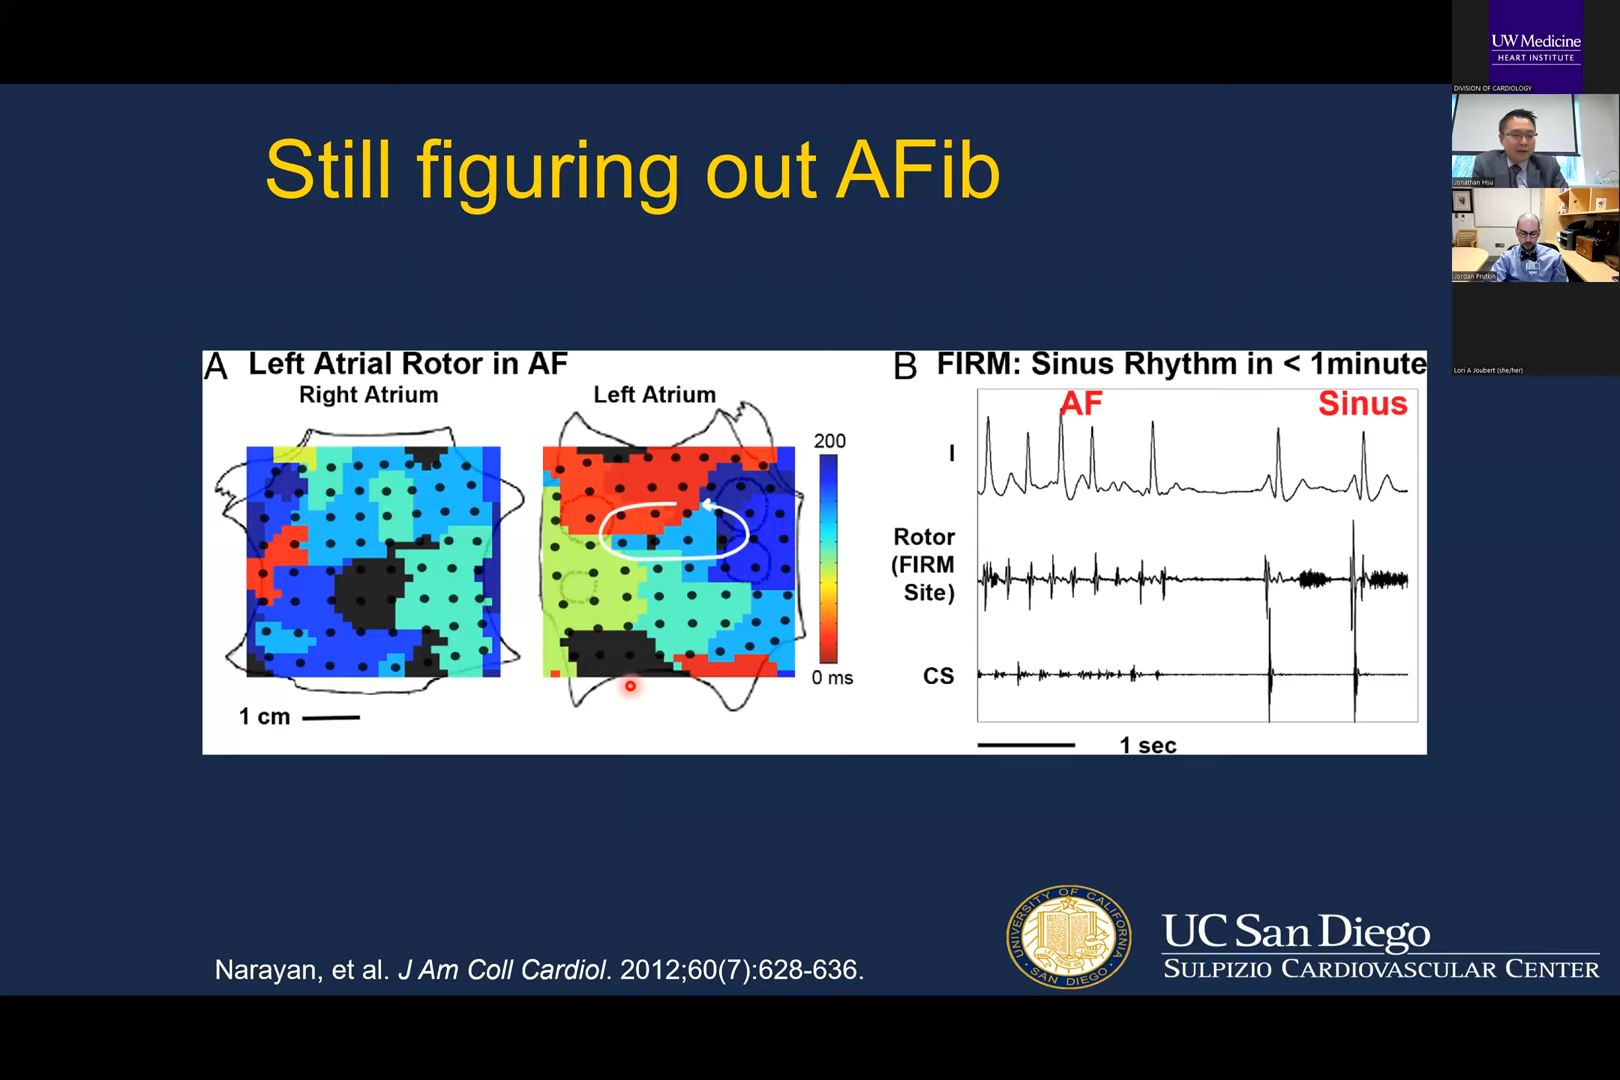 Still figuring out AFib
A Left Atrial Rotor in AF
Right Atrium
Left Atrium
200
0 ms
1 cm
B FIRM: Sinus Rhythm in < 1minute
AF
Sinus
I
Rotor
(FIRM
Site)
CS
1 sec
Narayan, et al. J Am Coll Cardiol. 2012;60(7):628-636.
UNIVERSITY OF CALIFORNIA
SAN DIEGO
UC San Diego
SULPIZIO CARDIOVASCULAR CENTER
UW Medicine
HEART INSTITUTE
DIVISION OF CARDIOLOGY
Jonathan Hsu
Jordan Prutkin
Lori A Joubert (she/her)